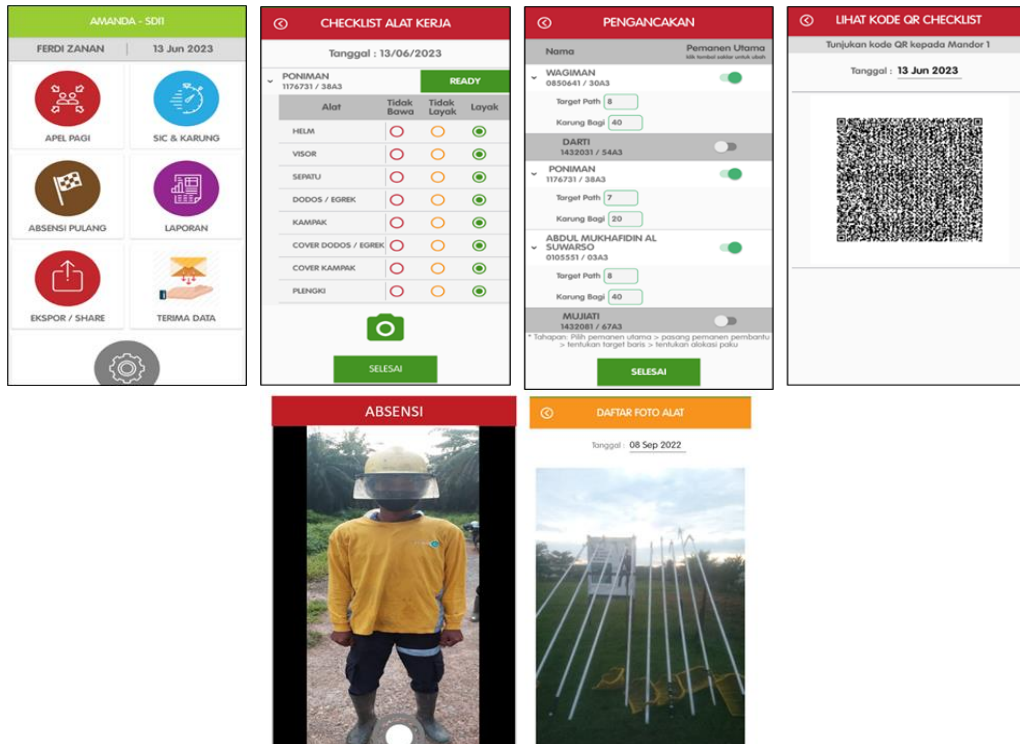 AMANDA - SDI1
FERDI ZANAN
13 Jun 2023
APEL PAGI
SIC & KARUNG
ABSENSI PULANG
LAPORAN
EKSPOR / SHARE
TERIMA DATA
CHECKLIST ALAT KERJA
Tanggal : 13/06/2023
PONIMAN
1176731 / 38A3
READY
Alat
Tidak Bawa
Tidak Layak
Layak
HELM
VISOR
SEPATU
DODOS / EGREK
KAMPAK
COVER DODOS / EGREK
COVER KAMPAK
PLENGKI
SELESAI
PENGANCAKAN
Nama
Pemanen Utama
klik tombol saklar untuk ubah
WAGIMAN
0850641 / 30A3
Target Path 8
Karung Bagi 40
DARTI
1432031 / 54A3
PONIMAN
1176731 / 38A3
Target Path 7
Karung Bagi 20
ABDUL MUKHAFIDIN AL
SUWARSO
0105551 / 03A3
Target Path 8
Karung Bagi 40
MUJIATI
1432081 / 67A3
* Tahapan: Pilih pemanen utama > pasang pemanen pembantu
> tentukan target baris > tentukan alokasi paku
SELESAI
LIHAT KODE QR CHECKLIST
Tunjukan kode QR kepada Mandor 1
Tanggal : 13 Jun 2023
ABSENSI
DAFTAR FOTO ALAT
Tanggal : 08 Sep 2022